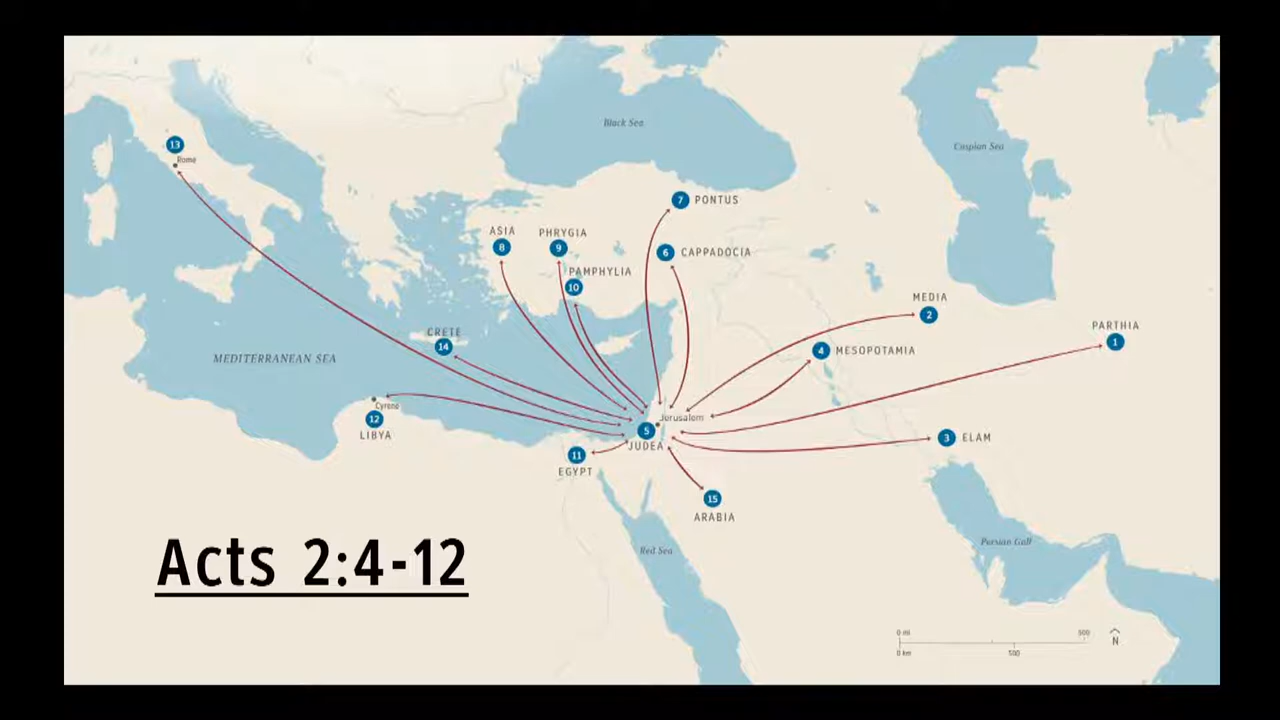 Black Sea
Caspian Sea
13
Rome
7 PONTUS
ASIA
8
PHRYGIA
9
6 CAPPADOCIA
PAMPHYLIA
10
MEDIA
2
PARTHIA
1
CRETE
14
4 MESOPOTAMIA
MEDITERRANEAN SEA
Cyrene
12
LIBYA
Jerusalem
5
JUDEA
3 ELAM
11
EGYPT
15
ARABIA
Red Sea
Persian Gulf
Acts 2:4-12
0 mi 500
N
0 km 500